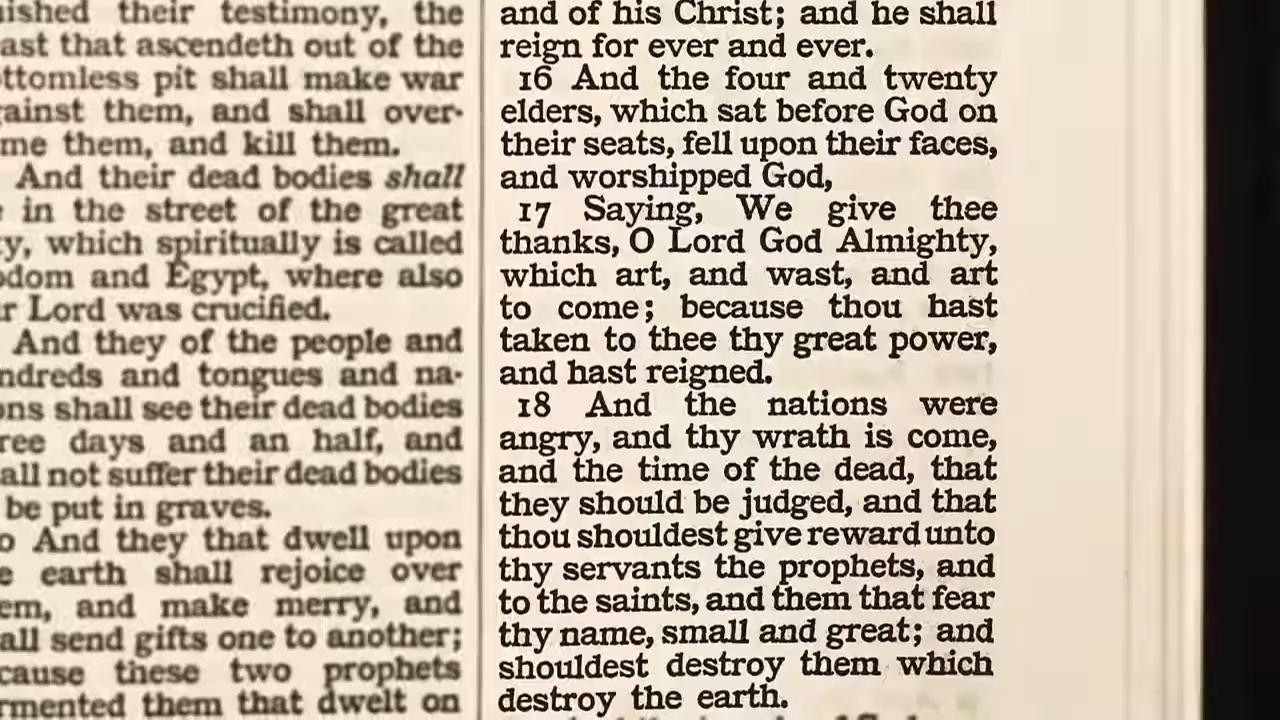 ished their testimony, the
ast that ascendeth out of the
ttomless pit shall make war
ainst them, and shall over-
me them, and kill them.
And their dead bodies shall
in the street of the great
y, which spiritually is called
dom and Egypt, where also
r Lord was crucified.
And they of the people and
ndreds and tongues and na-
ons shall see their dead bodies
ree days and an half, and
all not suffer their dead bodies
be put in graves.
o And they that dwell upon
e earth shall rejoice over
em, and make merry, and
all send gifts one to another;
cause these two prophets
rmented them that dwelt on
and of his Christ; and he shall
reign for ever and ever.
16 And the four and twenty
elders, which sat before God on
their seats, fell upon their faces,
and worshipped God,
17 Saying, We give thee
thanks, O Lord God Almighty,
which art, and wast, and art
to come; because thou hast
taken to thee thy great power,
and hast reigned.
18 And the nations were
angry, and thy wrath is come,
and the time of the dead, that
they should be judged, and that
thou shouldest give reward unto
thy servants the prophets, and
to the saints, and them that fear
thy name, small and great; and
shouldest destroy them which
destroy the earth.